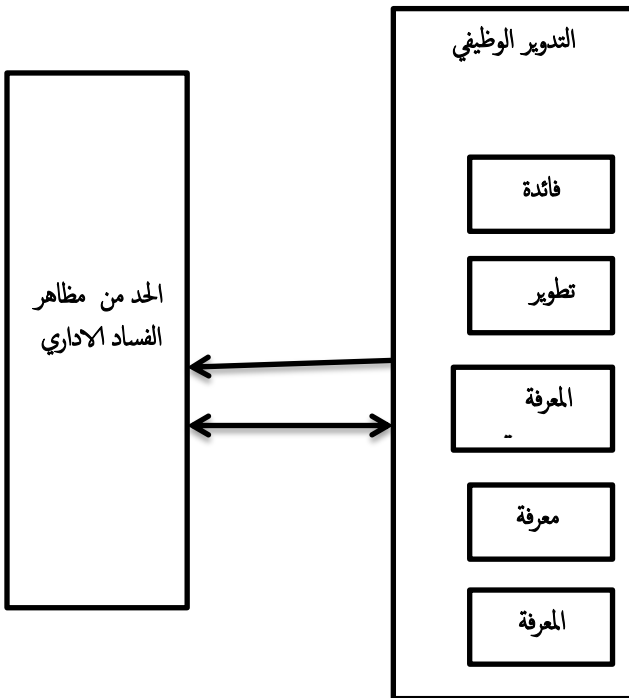 التدوير الوظيفي
فائدة
تطوير
المعرفة
معرفة
المعرفة
الحد من مظاهر
الفساد الاداري